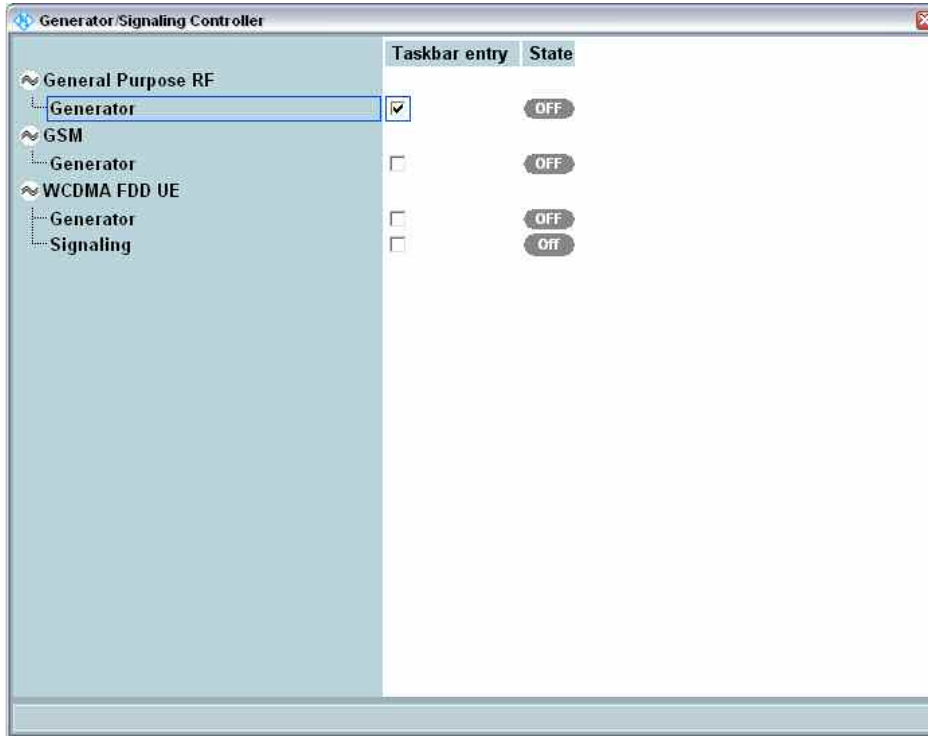 Generator/Signaling Controller
Taskbar entry State
General Purpose RF
Generator OFF
GSM
Generator OFF
WCDMA FDD UE
Generator OFF
Signaling Off